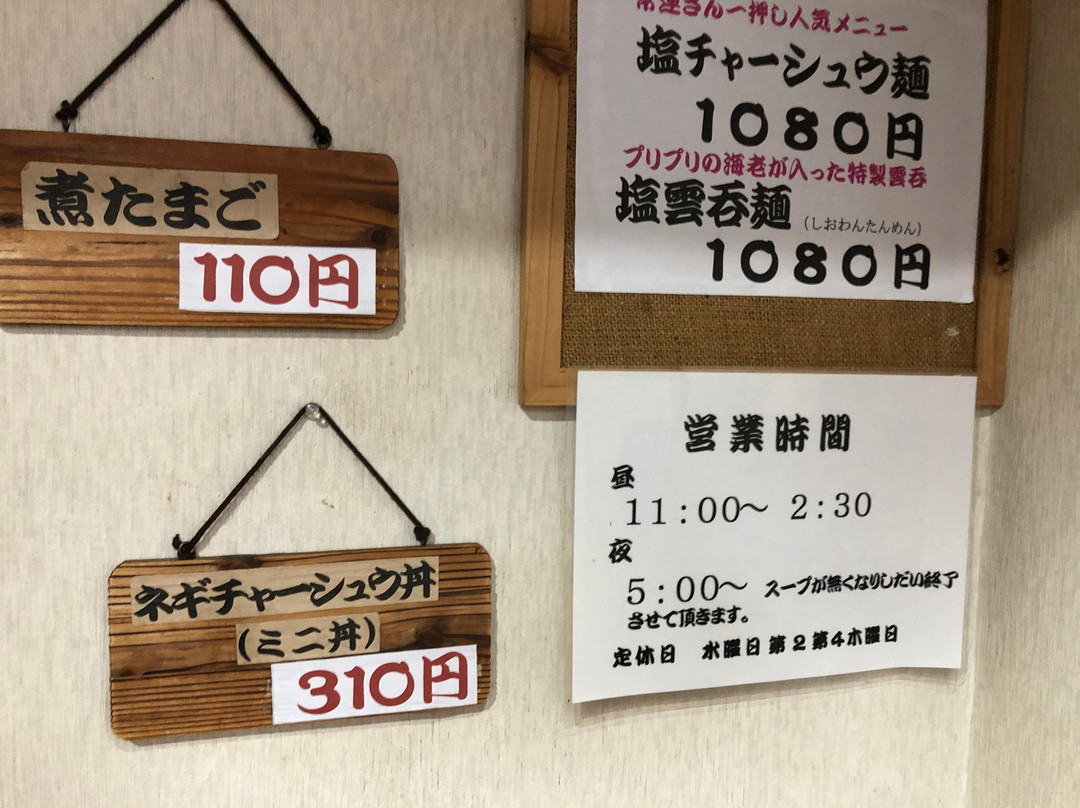 煮たまご
110円
ネギチャーシュウ丼
(ミニ丼)
310円
常連さん一押し人気メニュー
塩チャーシュウ麺
1080円
プリプリの海老が入った特製雲呑
塩雲呑麺 (しおわんたんめん)
1080円
営業時間
昼
11:00～ 2:30
夜
5:00～ スープが無くなりしだい終了
させて頂きます。
定休日 水曜日 第2 第4木曜日